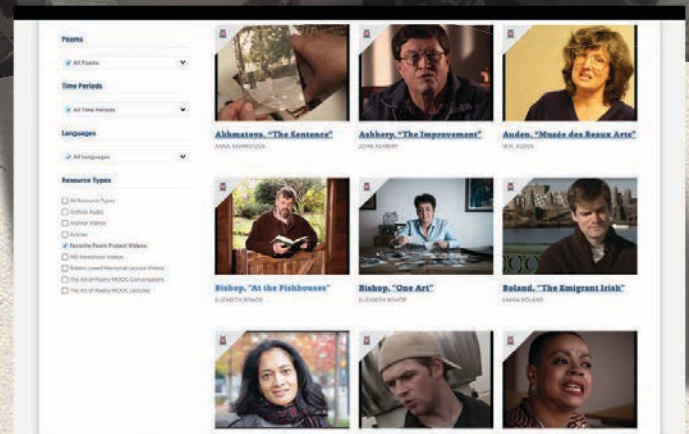 Poems
All Poems
Time Periods
All Time Periods
Languages
All Languages
Resource Types
All Resource Types
Archive Audio
Archive Videos
Articles
Favorite Poem Project Videos
PBS NewsHour Videos
Robert Lowell Memorial Lecture Videos
The Art of Poetry MOOC, Conversations
The Art of Poetry MOOC, Lectures
Akhmatova, "The Sentence"
ANNA AKHMATOVA
Ashbery, "The Improvement"
JOHN ASHBERY
Auden, "Musée des Beaux Arts"
W.H. AUDEN
Bishop, "At the Fishhouses"
ELIZABETH BISHOP
Bishop, "One Art"
ELIZABETH BISHOP
Boland, "The Emigrant Irish"
EAVAN BOLAND